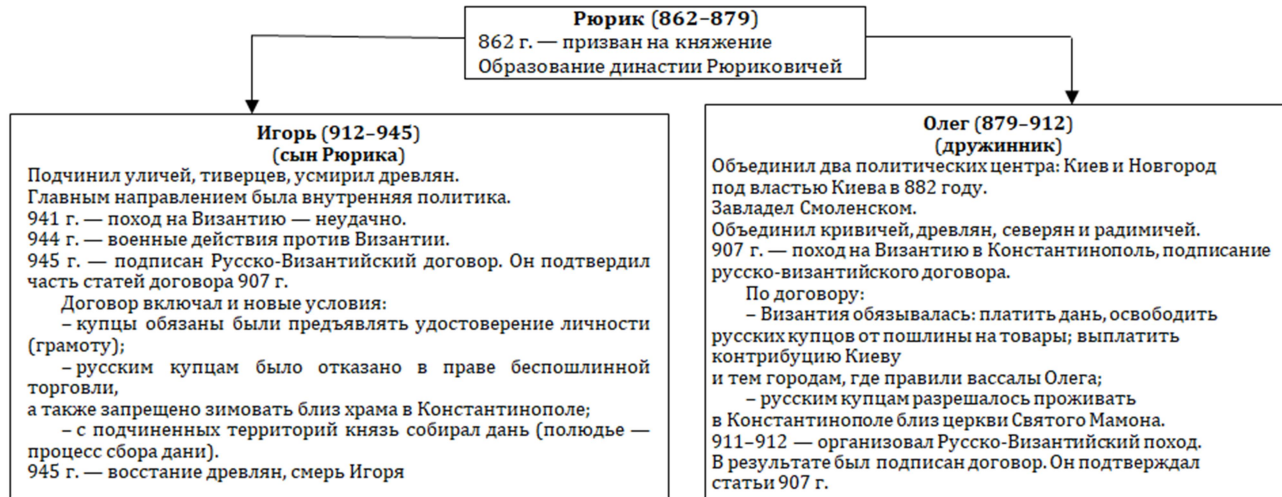 Рюрик (862–879)
862 г. — призван на княжение
Образование династии Рюриковичей
Игорь (912–945)
(сын Рюрика)
Подчинил уличей, тиверцев, усмирил древлян.
Главным направлением была внутренняя политика.
941 г. — поход на Византию — неудачно.
944 г. — военные действия против Византии.
945 г. — подписан Русско-Византийский договор. Он подтвердил
часть статей договора 907 г.
Договор включал и новые условия:
– купцы обязаны были предъявлять удостоверение личности
(грамоту);
– русским купцам было отказано в праве беспошлинной
торговли,
а также запрещено зимовать близ храма в Константинополе;
– с подчиненных территорий князь собирал дань (полюдье —
процесс сбора дани).
945 г. — восстание древлян, смерь Игоря
Олег (879–912)
(дружинник)
Объединил два политических центра: Киев и Новгород
под властью Киева в 882 году.
Завладел Смоленском.
Объединил кривичей, древлян, северян и радимичей.
907 г. — поход на Византию в Константинополь, подписание
русско-византийского договора.
По договору:
– Византия обязывалась: платить дань, освободить
русских купцов от пошлины на товары; выплатить
контрибуцию Киеву
и тем городам, где правили вассалы Олега;
– русским купцам разрешалось проживать
в Константинополе близ церкви Святого Мамона.
911–912 — организовал Русско-Византийский поход.
В результате был подписан договор. Он подтверждал
статьи 907 г.